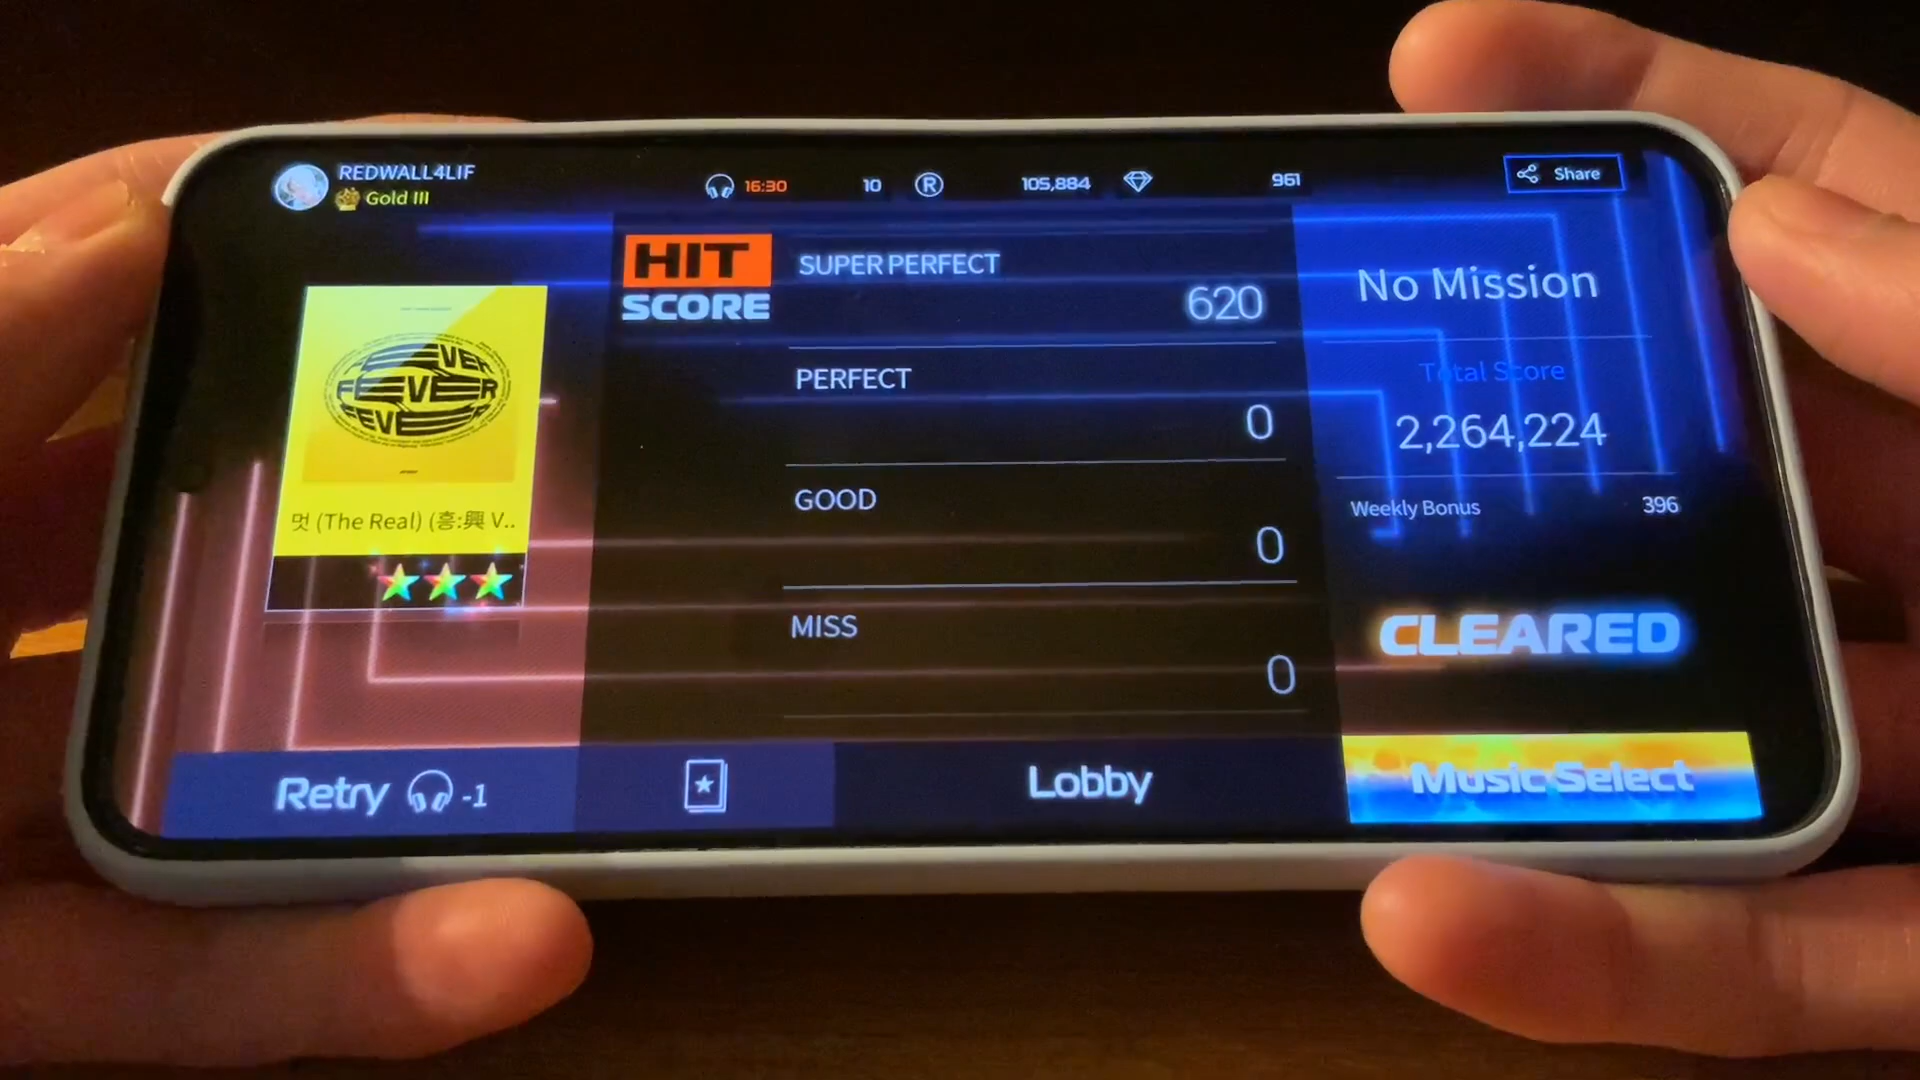 REDWALL4LIF
Gold III
16:30
10
R
105,884
961
Share
FEVER
FEVER
FEVER
멋 (The Real) (흥:興 V..
HIT
SCORE
SUPER PERFECT
620
PERFECT
0
GOOD
0
MISS
0
No Mission
Total Score
2,264,224
Weekly Bonus
396
CLEARED
Retry
-1
Lobby
Music Select